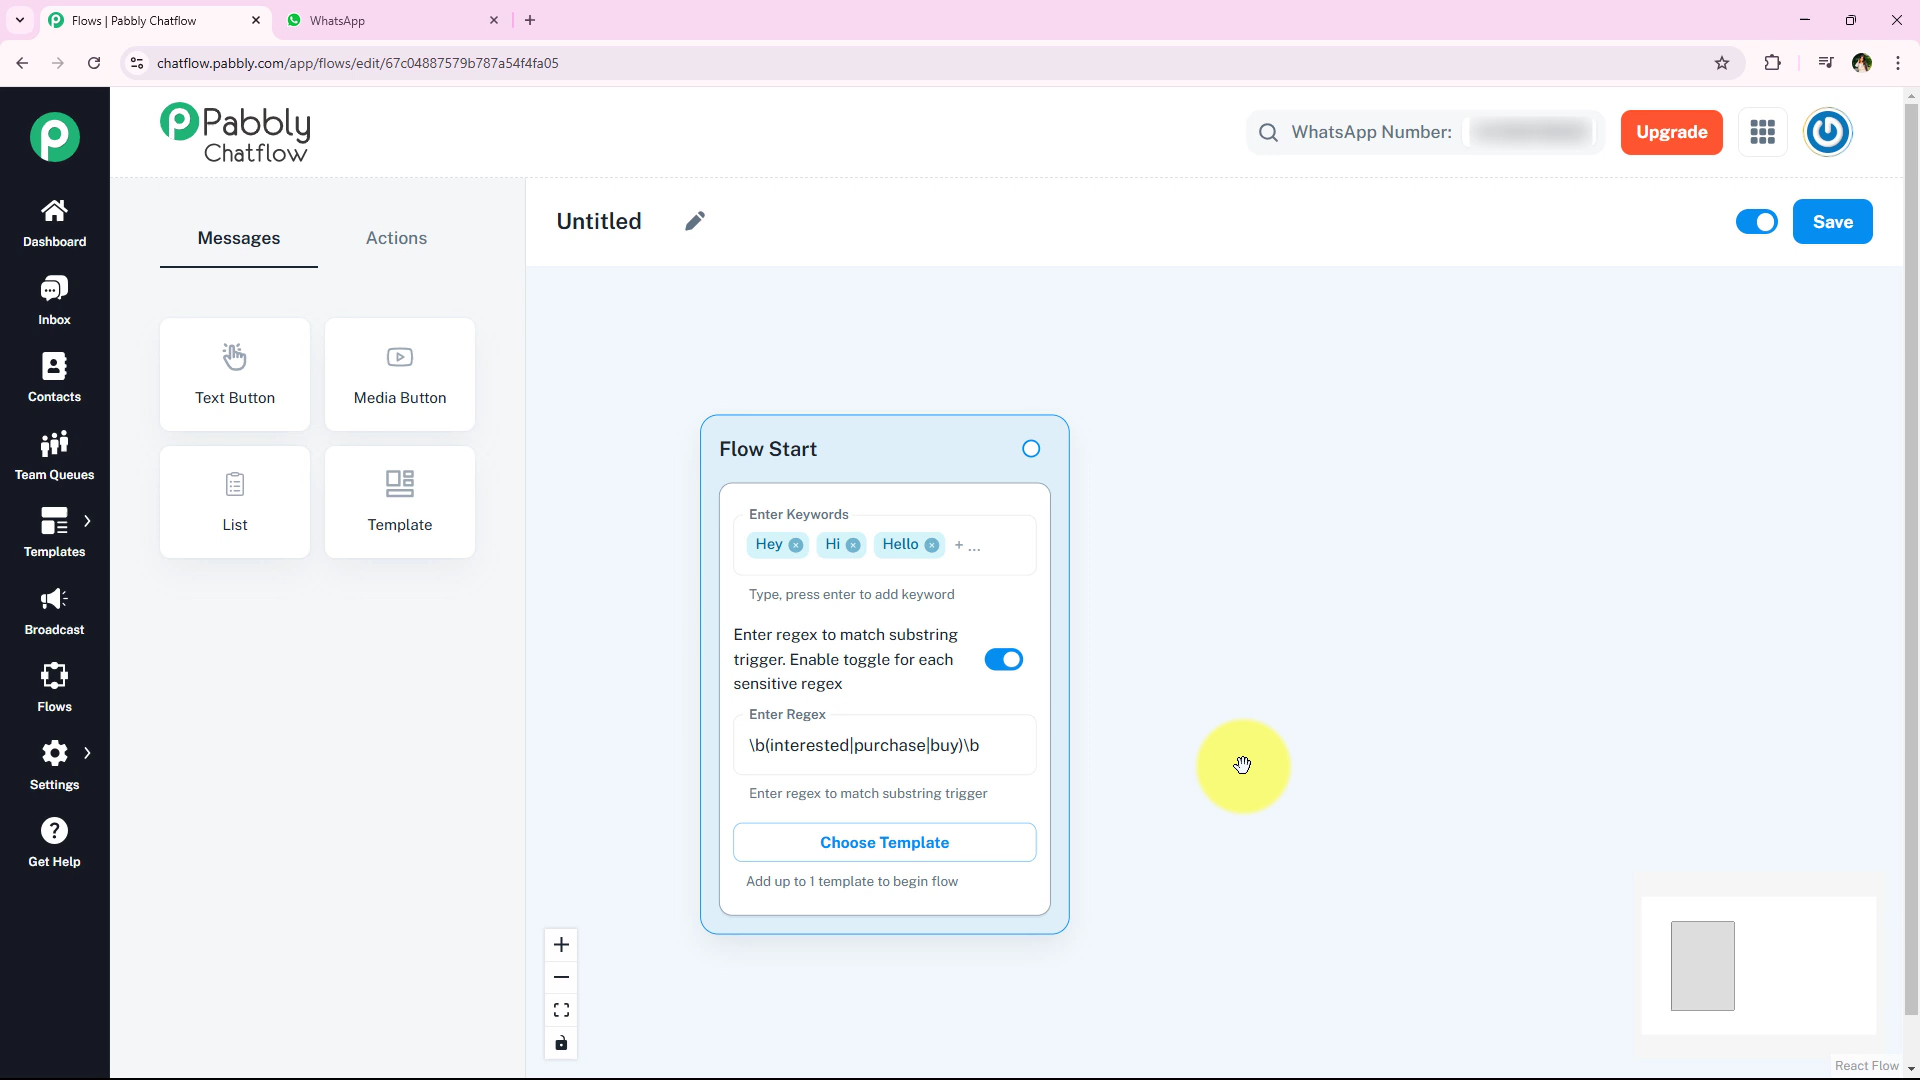 Flows | Pabbly Chatflow
WhatsApp
chatflow.pabbly.com/app/flows/edit/67c04887579b787a54f4fa05
Pabbly
Chatflow
WhatsApp Number:
Upgrade
Dashboard
Inbox
Contacts
Team Queues
Templates
Broadcast
Flows
Settings
Get Help
Messages
Actions
Text Button
Media Button
List
Template
Untitled
Save
Flow Start
Enter Keywords
Hey
Hi
Hello
+ ...
Type, press enter to add keyword
Enter regex to match substring
trigger. Enable toggle for each
sensitive regex
Enter Regex
\b(interested|purchase|buy)\b
Enter regex to match substring trigger
Choose Template
Add up to 1 template to begin flow
React Flow